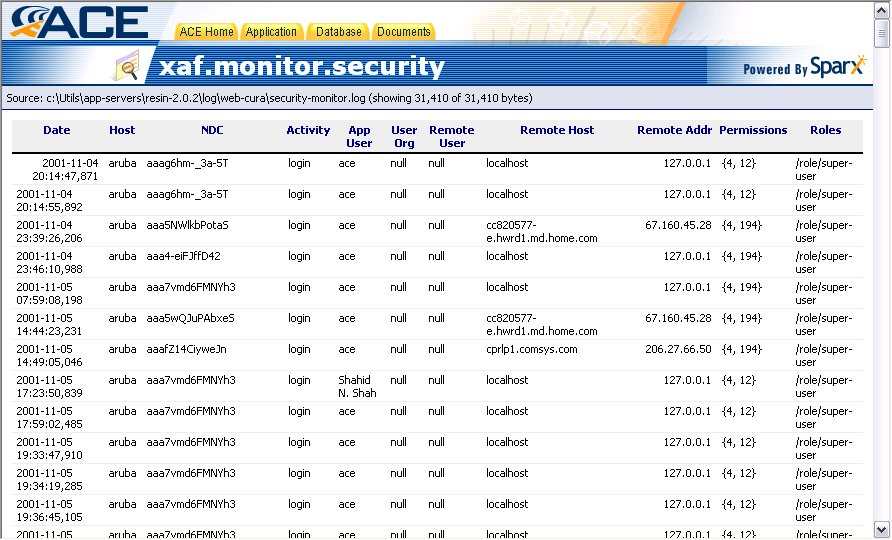 ACE
ACE Home Application Database Documents
xaf.monitor.security
Powered By Sparx
Source: c:\Utils\app-servers\resin-2.0.2\log\web-cura\security-monitor.log (showing 31,410 of 31,410 bytes)
Date Host NDC Activity App User Remote Remote Host Remote Addr Permissions Roles
User Org User
2001-11-04 aruba aaag6hm-_3a-5T login ace null null localhost 127.0.0.1 {4, 12} /role/super-
20:14:47,871 user
2001-11-04 aruba aaag6hm-_3a-5T login ace null null localhost 127.0.0.1 {4, 12} /role/super-
20:14:55,892 user
2001-11-04 aruba aaa5NWlkbPotaS login ace null null cc820577- 67.160.45.28 {4, 194} /role/super-
23:39:26,206 e.hwrd1.md.home.com user
2001-11-04 aruba aaa4-eiFJffD42 login ace null null localhost 127.0.0.1 {4, 194} /role/super-
23:46:10,988 user
2001-11-05 aruba aaa7vmd6FMNYh3 login ace null null localhost 127.0.0.1 {4, 194} /role/super-
07:59:08,198 user
2001-11-05 aruba aaa5wQJuPAbxeS login ace null null cc820577- 67.160.45.28 {4, 194} /role/super-
14:44:23,231 e.hwrd1.md.home.com user
2001-11-05 aruba aaafZ14CiyweJn login ace null null cprlp1.comsys.com 206.27.66.50 {4, 194} /role/super-
14:49:05,046 user
2001-11-05 aruba aaa7vmd6FMNYh3 login Shahid null null localhost 127.0.0.1 {4, 12} /role/super-
17:23:50,839 N. Shah user
2001-11-05 aruba aaa7vmd6FMNYh3 login ace null null localhost 127.0.0.1 {4, 12} /role/super-
17:59:02,485 user
2001-11-05 aruba aaa7vmd6FMNYh3 login ace null null localhost 127.0.0.1 {4, 12} /role/super-
19:33:47,910 user
2001-11-05 aruba aaa7vmd6FMNYh3 login ace null null localhost 127.0.0.1 {4, 12} /role/super-
19:34:19,285 user
2001-11-05 aruba aaa7vmd6FMNYh3 login ace null null localhost 127.0.0.1 {4, 12} /role/super-
19:36:45,105 user
2001-11-05 aruba aaa7vmd6FMNYh3 login ace null null localhost 127.0.0.1 {4, 12} /role/super-